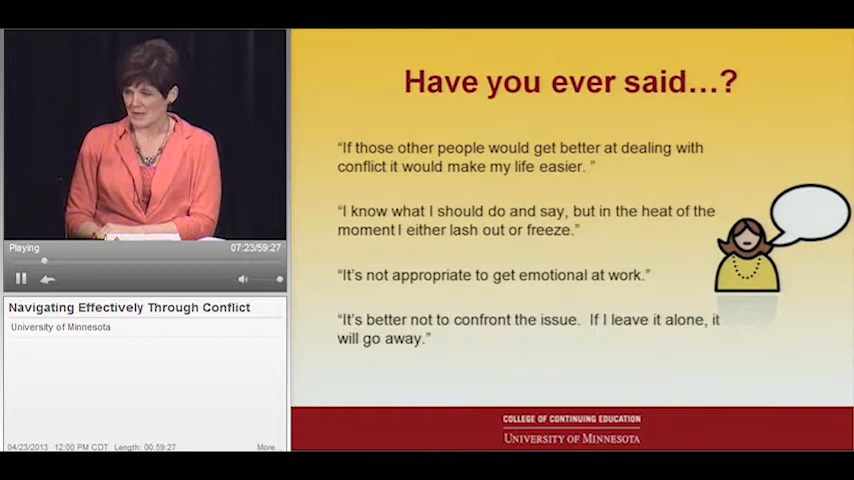 Playing
07:23/59:27
Navigating Effectively Through Conflict
University of Minnesota
04/23/2013
12:00 PM CDT
Length: 00:59:27
More...
Have you ever said…?
“If those other people would get better at dealing with
conflict it would make my life easier. ”
“I know what I should do and say, but in the heat of the
moment I either lash out or freeze.”
“It’s not appropriate to get emotional at work.”
“It’s better not to confront the issue.  If I leave it alone, it
will go away.”
COLLEGE OF CONTINUING EDUCATION
UNIVERSITY OF MINNESOTA